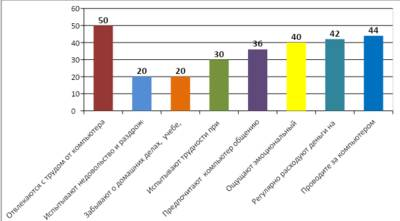 60
50
40
30
20
10
0
50
20
20
30
36
40
42
44
Отвлекаются с трудом от компьютера
Испытывают недовольство и раздрож
Забывают о домашних делах, учебе,
Испытывают трудности при
Предпочитают компьютер общению
Ощущают эмоциональный
Регулярно расходуют деньги на
Проводите за компьютером